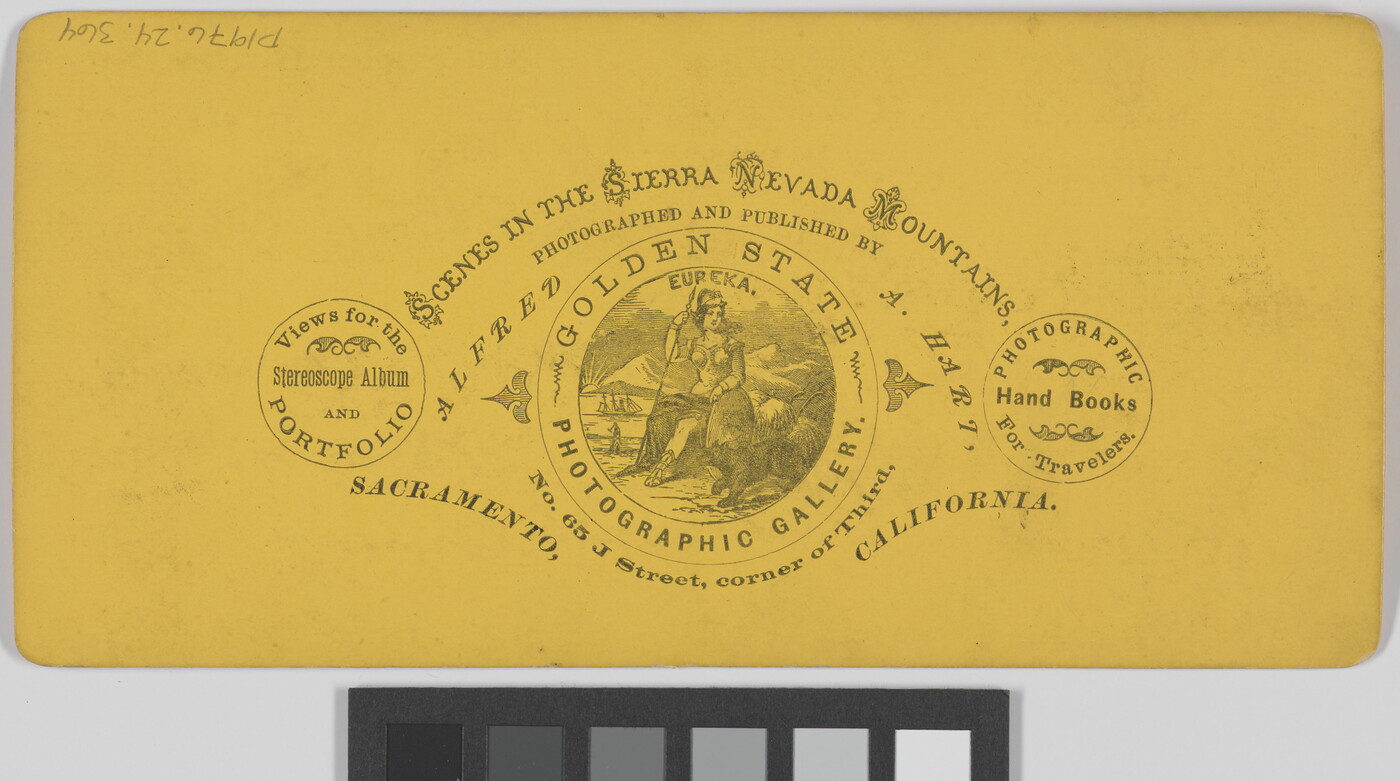 P1976.24.364
SCENES IN THE SIERRA NEVADA MOUNTAINS,
PHOTOGRAPHED AND PUBLISHED BY
ALFRED A. HART,
GOLDEN STATE
PHOTOGRAPHIC GALLERY.
EUREKA.
No. 65 J Street, corner of Third,
SACRAMENTO, CALIFORNIA.
Views for the
Stereoscope Album
AND
PORTFOLIO
PHOTOGRAPHIC
Hand Books
For Travelers.